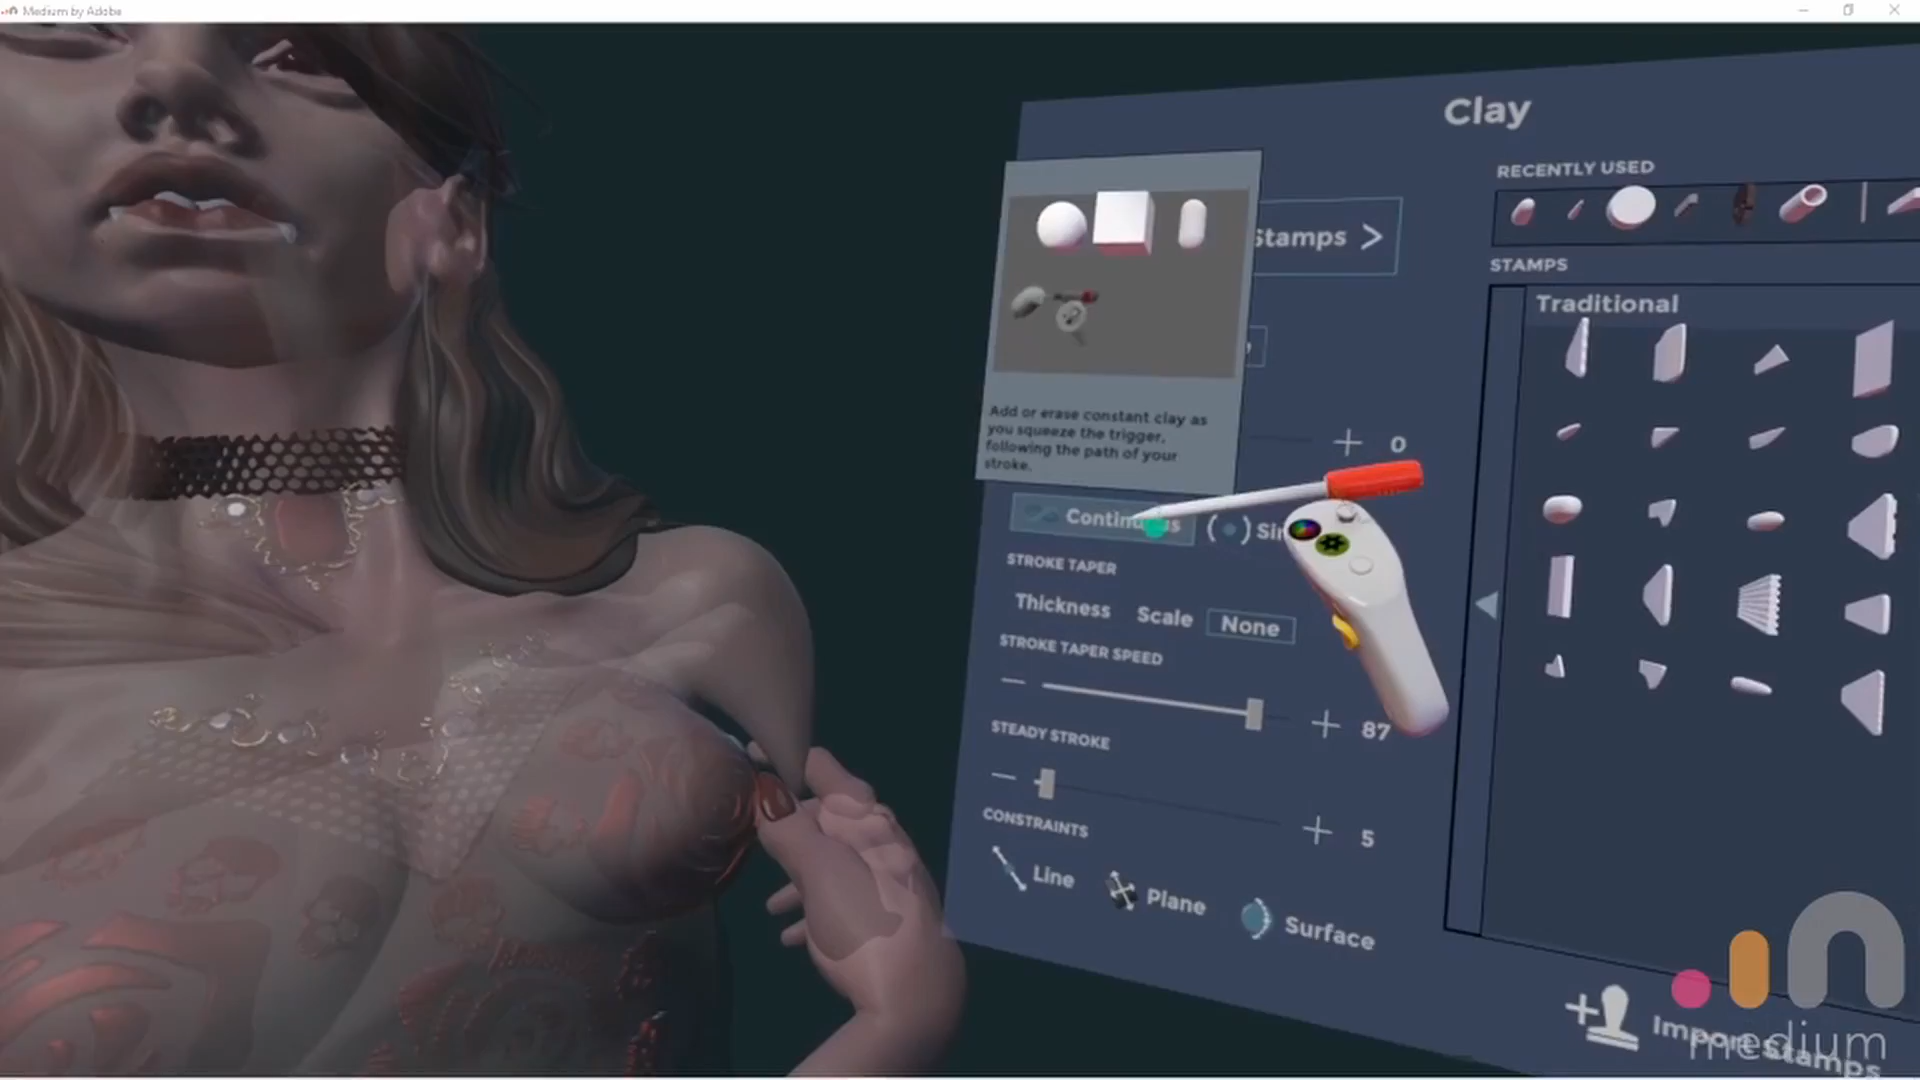 Medium by Adobe
Clay
RECENTLY USED
Stamps >
STAMPS
Traditional
Add or erase constant clay as
you squeeze the trigger,
following the path of your
stroke.
+ 0
STROKE TAPER
Thickness Scale None
STROKE TAPER SPEED
+ 87
STEADY STROKE
+ 5
CONSTRAINTS
Line Plane Surface
Import Stamps
medium